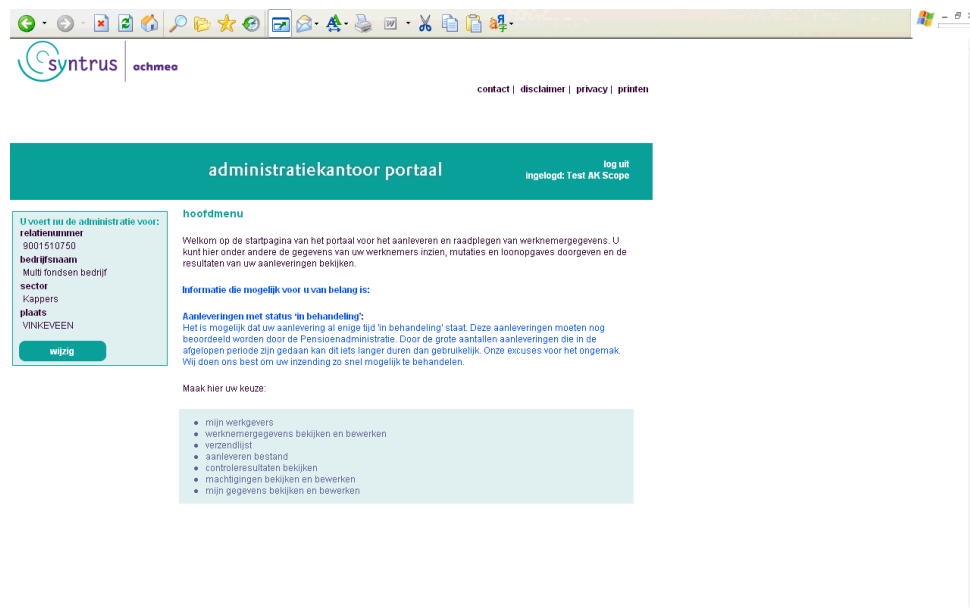 syntrus achmea
contact | disclaimer | privacy | printen
administratiekantoor portaal
log uit
ingelogd: Test AK Scope
U voert nu de administratie voor:
relatienummer
9001510750
bedrijfsnaam
Multi fondsen bedrijf
sector
Kappers
plaats
VINKEVEEN
wijzig
hoofdmenu
Welkom op de startpagina van het portaal voor het aanleveren en raadplegen van werknemergegevens. U
kunt hier onder andere de gegevens van uw werknemers inzien, mutaties en loonopgaves doorgeven en de
resultaten van uw aanleveringen bekijken.
Informatie die mogelijk voor u van belang is:
Aanleveringen met status 'in behandeling':
Het is mogelijk dat uw aanlevering al enige tijd 'in behandeling' staat. Deze aanleveringen moeten nog
beoordeeld worden door de Pensioenadministratie. Door de grote aantallen aanleveringen die in de
afgelopen periode zijn gedaan kan dit iets langer duren dan gebruikelijk. Onze excuses voor het ongemak.
Wij doen ons best om uw inzending zo snel mogelijk te behandelen.
Maak hier uw keuze:
mijn werkgevers
werknemergegevens bekijken en bewerken
verzendlijst
aanleveren bestand
controleresultaten bekijken
machtigingen bekijken en bewerken
mijn gegevens bekijken en bewerken